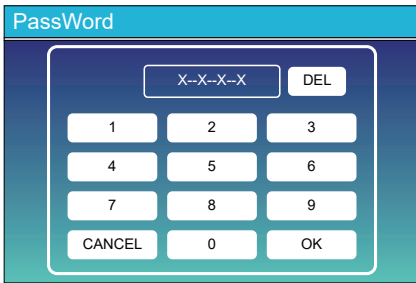 PassWord
X--X--X--X DEL
1 2 3
4 5 6
7 8 9
CANCEL 0 OK